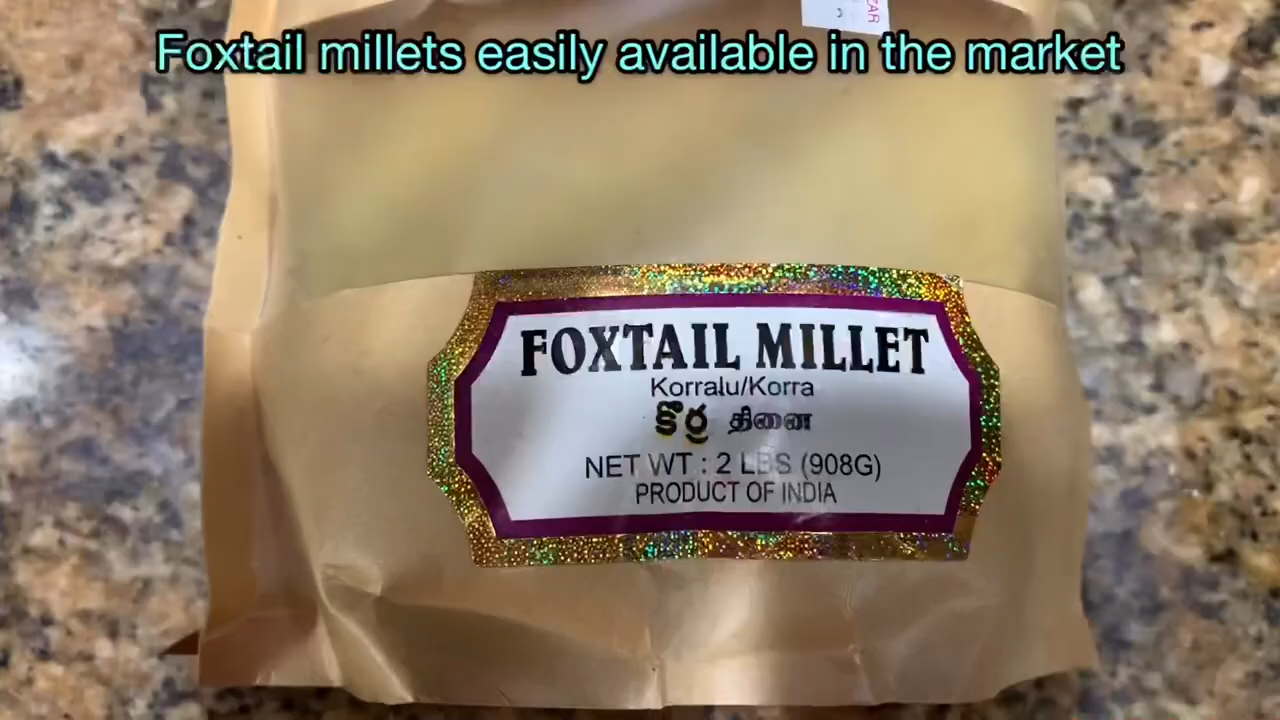 ZAR
Foxtail millets easily available in the market
FOXTAIL MILLET
Korralu/Korra
కొర్ర தினை
NET WT : 2 LBS (908G)
PRODUCT OF INDIA